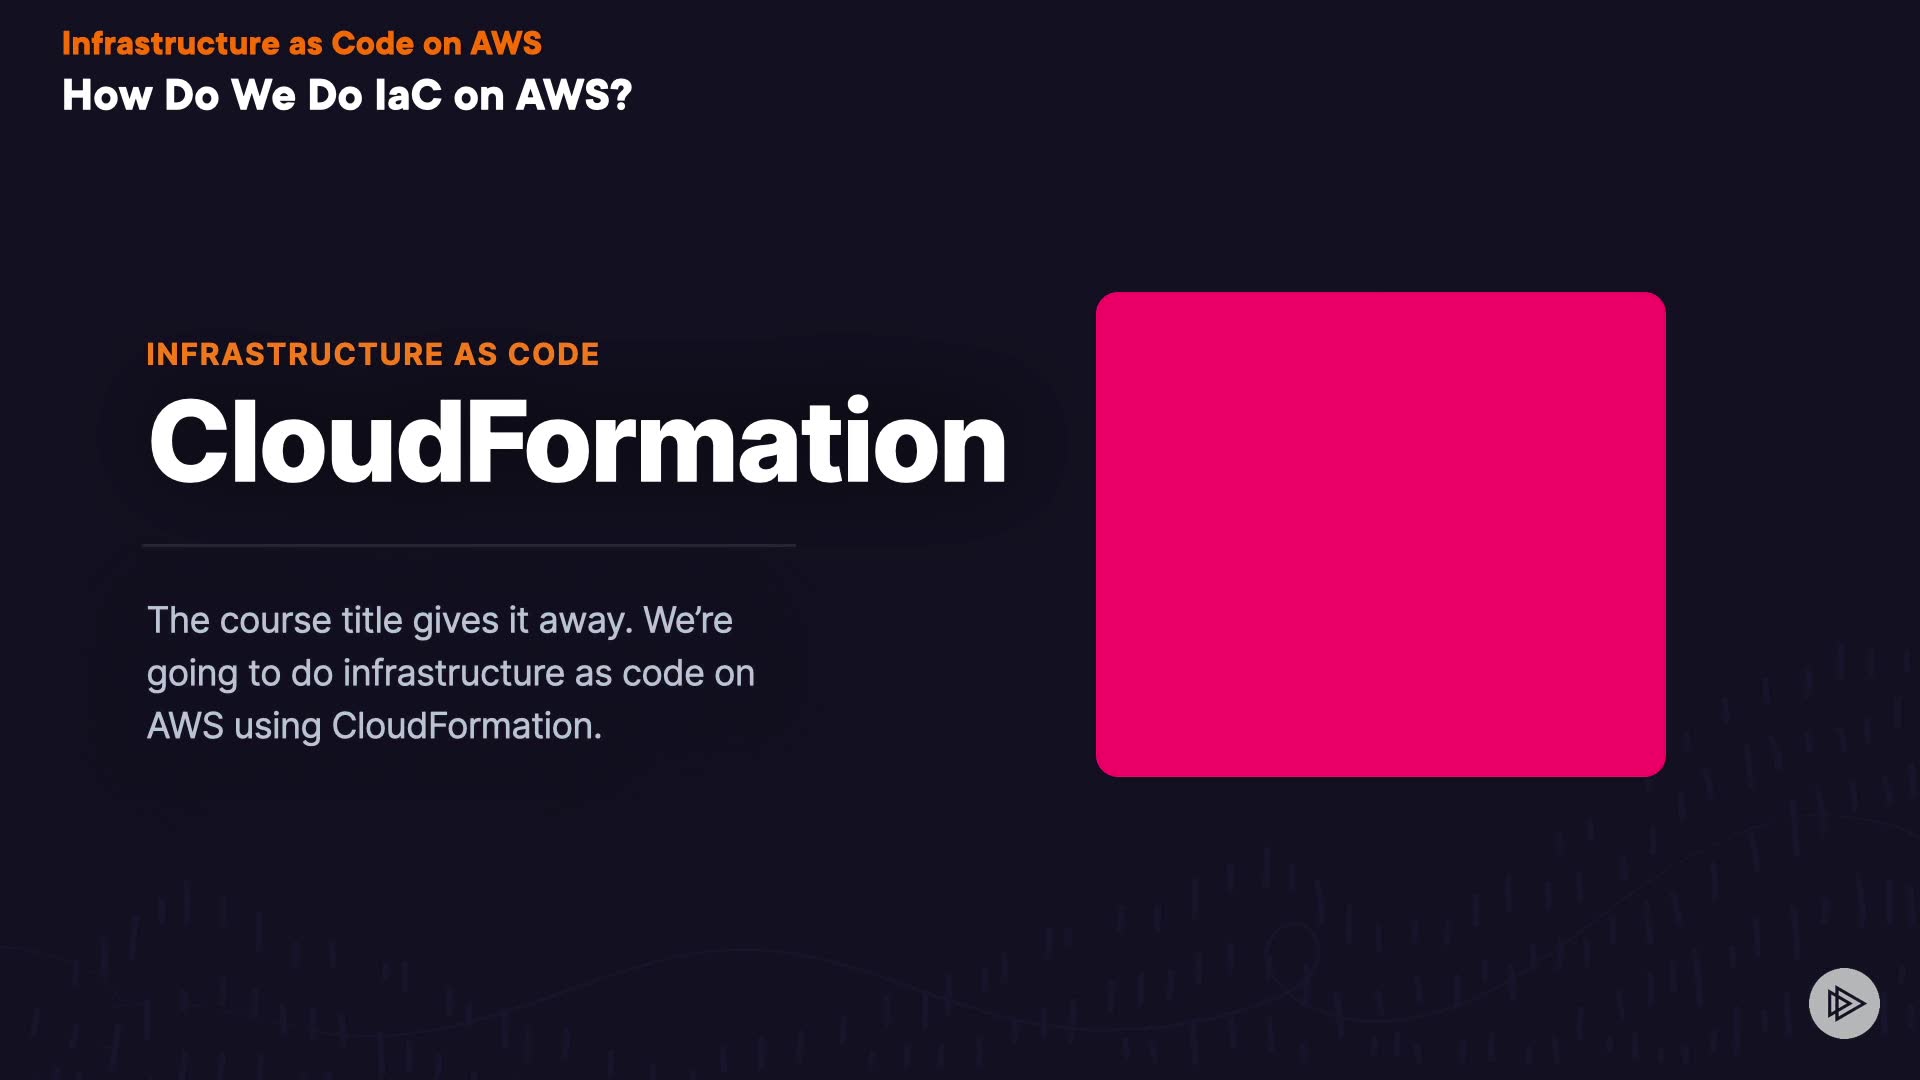 Infrastructure as Code on AWS
How Do We Do IaC on AWS?
INFRASTRUCTURE AS CODE
CloudFormation
The course title gives it away. We’re
going to do infrastructure as code on
AWS using CloudFormation.